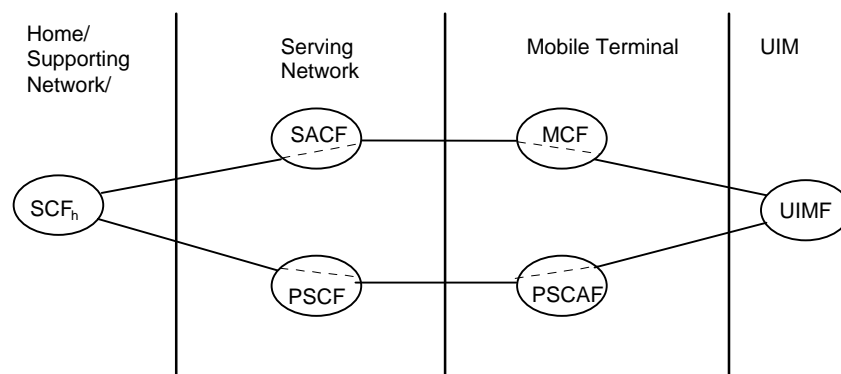 Home/
Supporting
Network/
Serving
Network
Mobile Terminal
UIM
SACF
MCF
SCFh
UIMF
PSCF
PSCAF